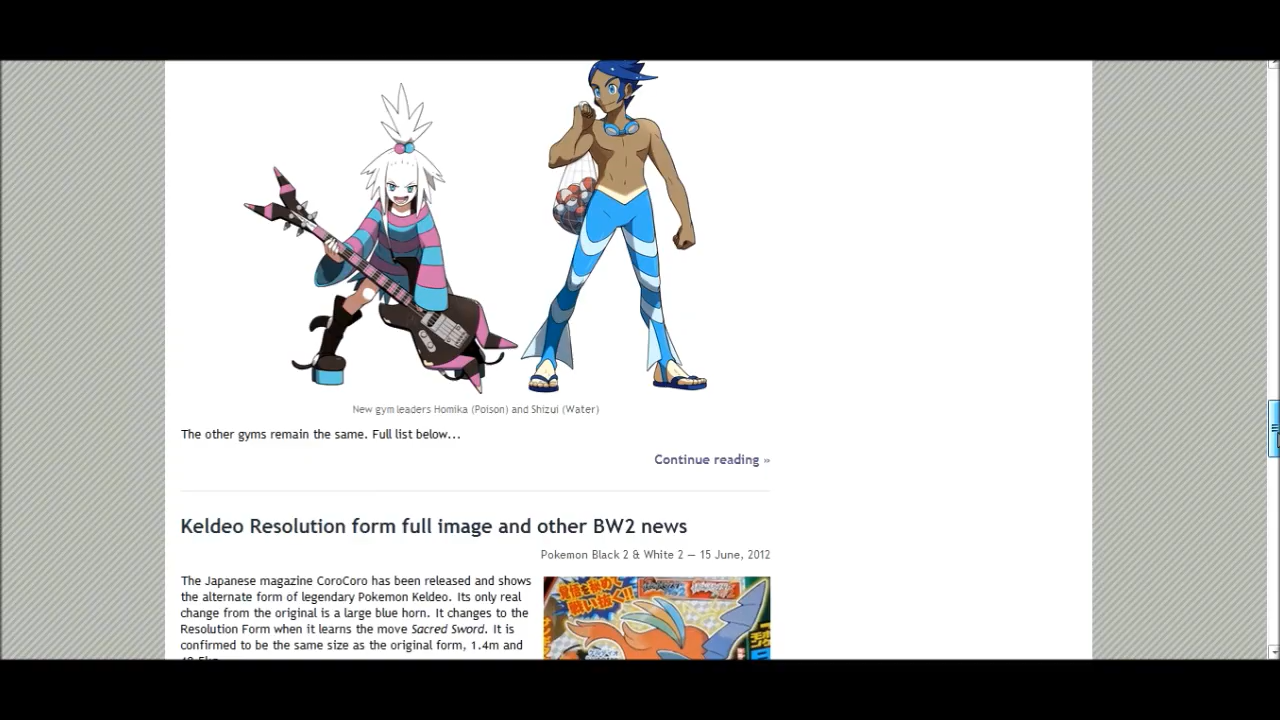 New gym leaders Homika (Poison) and Shizui (Water)
The other gyms remain the same. Full list below...
Continue reading »
Keldeo Resolution form full image and other BW2 news
Pokemon Black 2 & White 2 — 15 June, 2012
The Japanese magazine CoroCoro has been released and shows
the alternate form of legendary Pokemon Keldeo. Its only real
change from the original is a large blue horn. It changes to the
Resolution Form when it learns the move Sacred Sword. It is
confirmed to be the same size as the original form, 1.4m and